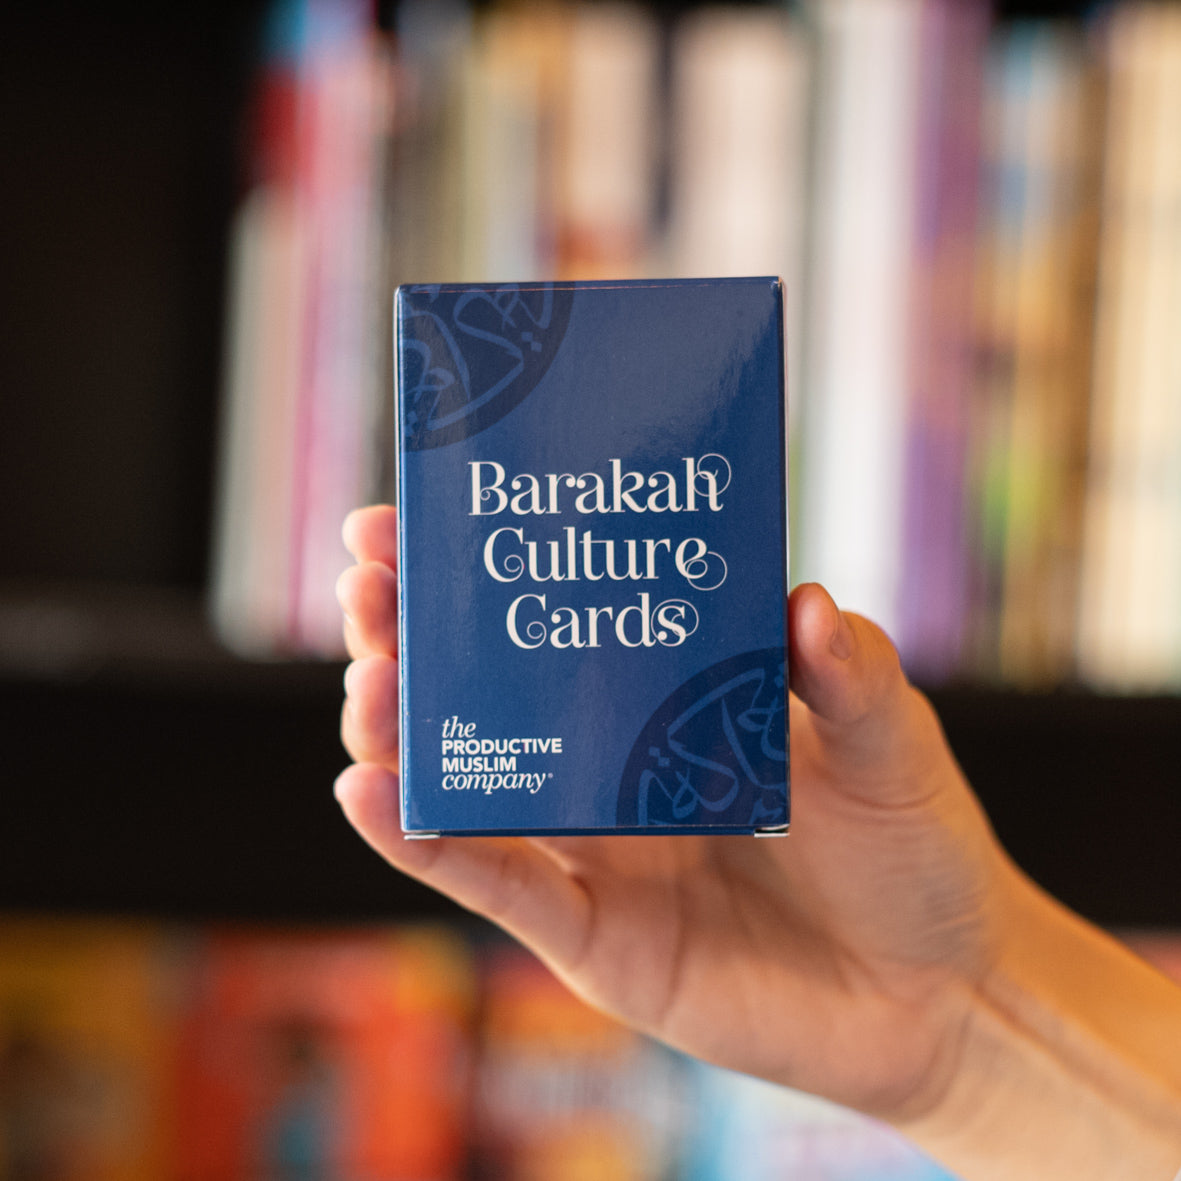 Barakah
Culture
Cards
the
PRODUCTIVE
MUSLIM
company®